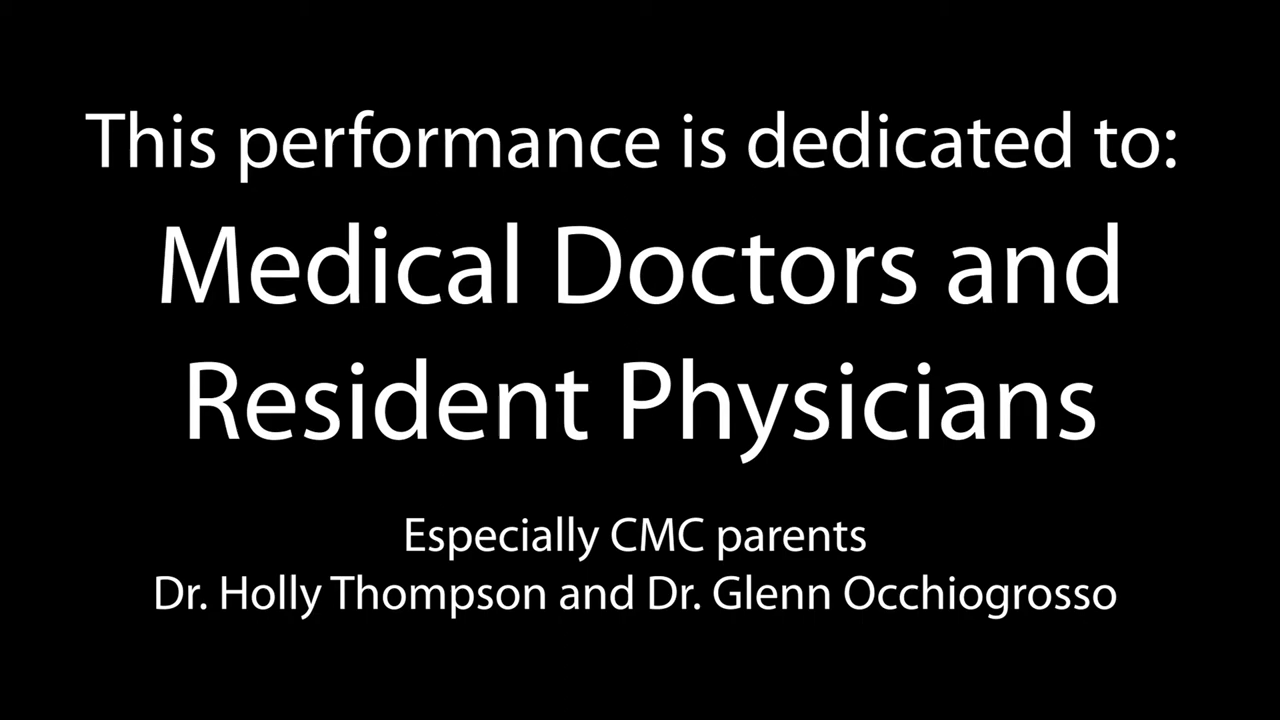 This performance is dedicated to:
Medical Doctors and
Resident Physicians
Especially CMC parents
Dr. Holly Thompson and Dr. Glenn Occhiogrosso